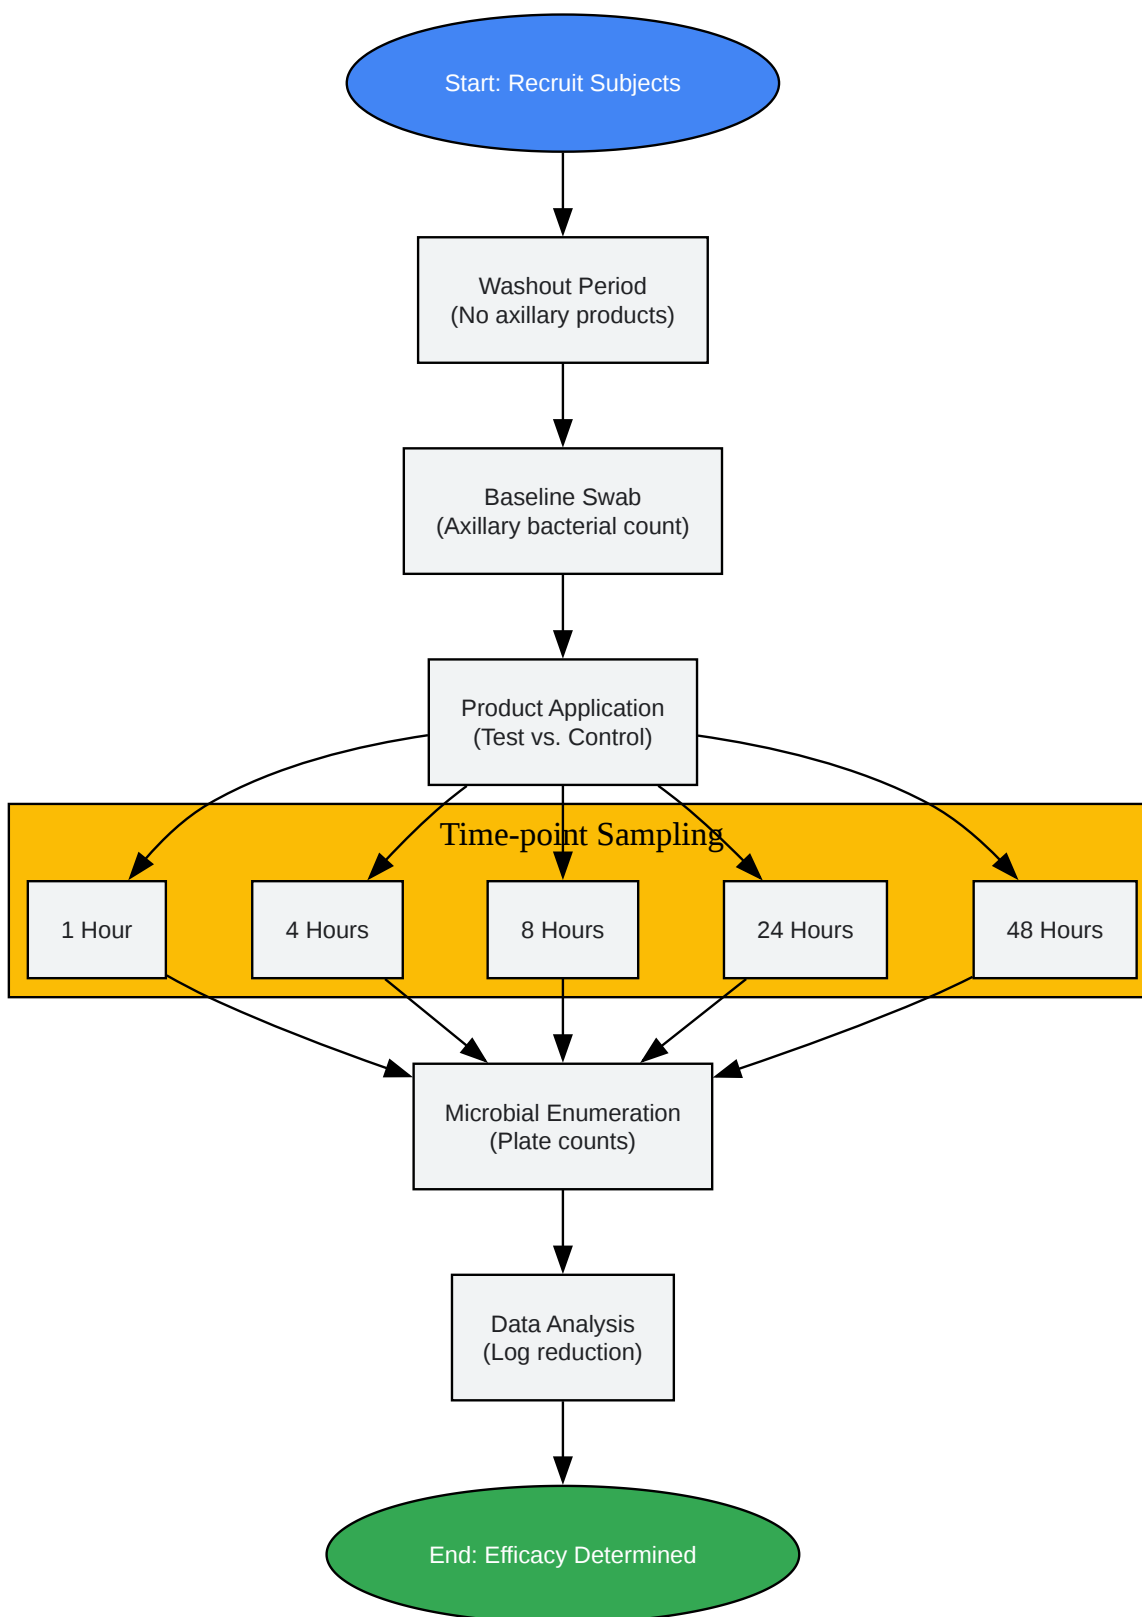 Start: Recruit Subjects
Washout Period
(No axillary products)
Baseline Swab
(Axillary bacterial count)
Product Application
(Test vs. Control)
Time-point Sampling
1 Hour
4 Hours
8 Hours
24 Hours
48 Hours
Microbial Enumeration
(Plate counts)
Data Analysis
(Log reduction)
End: Efficacy Determined